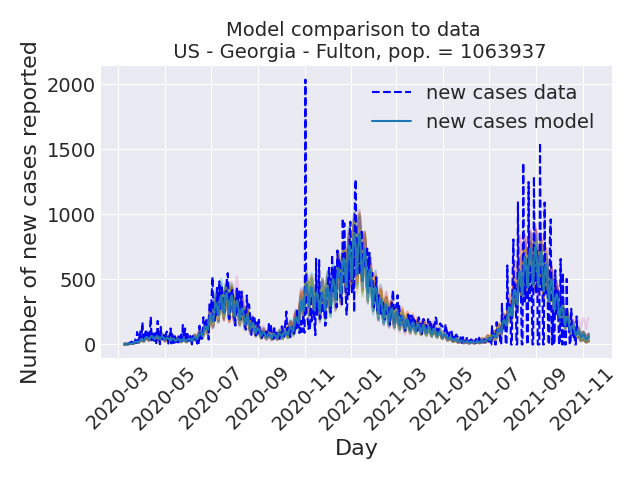 Model comparison to data
US - Georgia - Fulton, pop. = 1063937
Number of new cases reported
2000
1500
1000
500
0
new cases data
new cases model
2020-03
2020-05
2020-07
2020-09
2020-11
2021-01
2021-03
2021-05
2021-07
2021-09
2021-11
Day